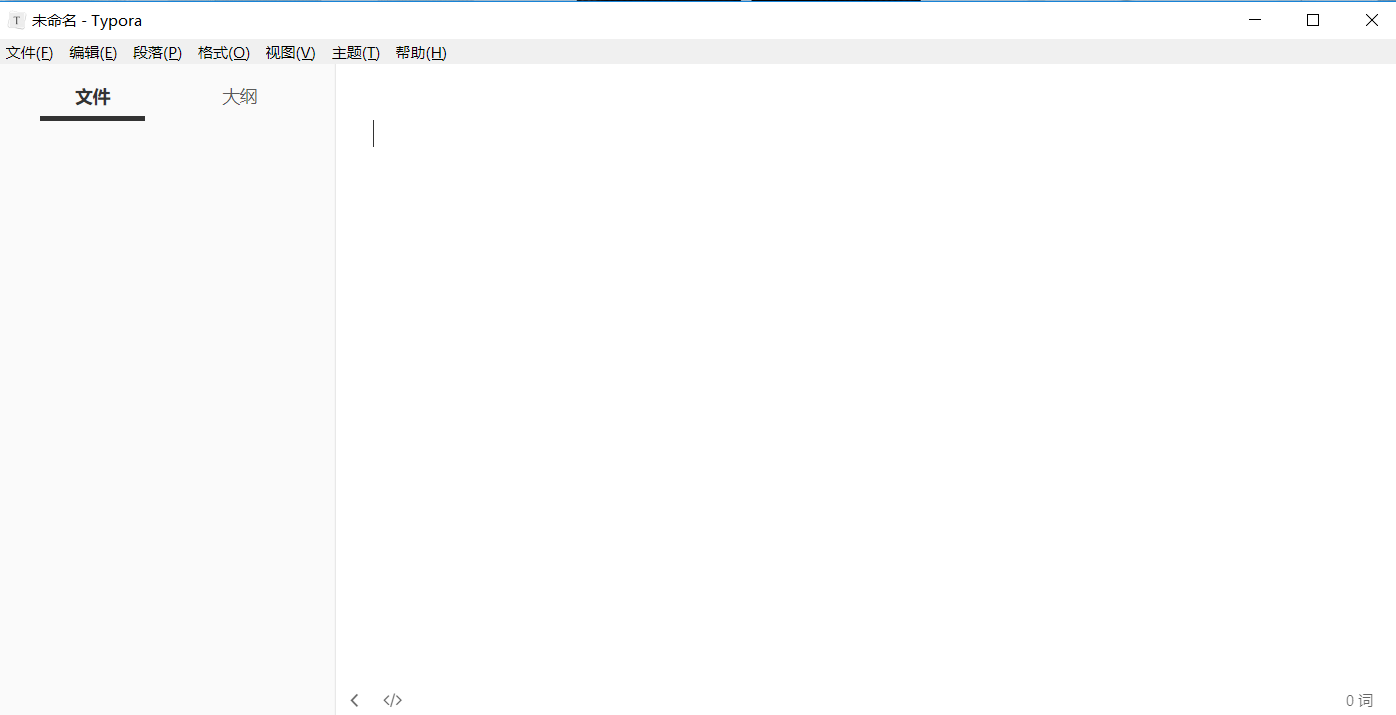 T 未命名 - Typora
文件(F) 编辑(E) 段落(P) 格式(O) 视图(V) 主题(T) 帮助(H)
文件 大纲
</> 0 词